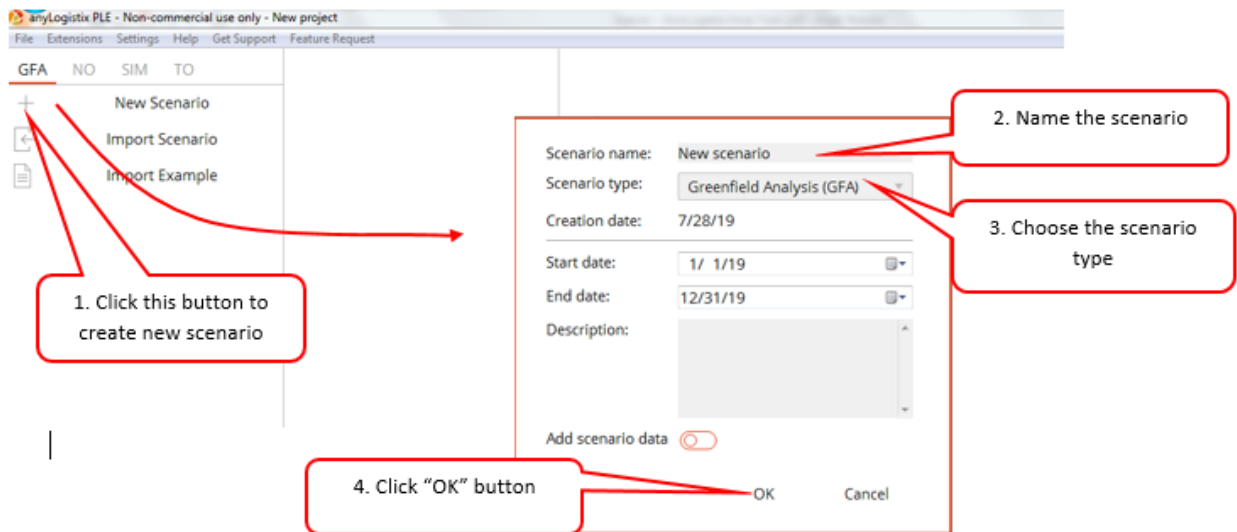 anyLogistix PLE - Non-commercial use only - New project
File Extensions Settings Help Get Support Feature Request
GFA NO SIM TO
New Scenario
Import Scenario
Import Example
1. Click this button to
create new scenario
2. Name the scenario
Scenario name: New scenario
Scenario type: Greenfield Analysis (GFA)
Creation date: 7/28/19
3. Choose the scenario
type
Start date: 1/ 1/19
End date: 12/31/19
Description:
Add scenario data
4. Click “OK” button
OK Cancel